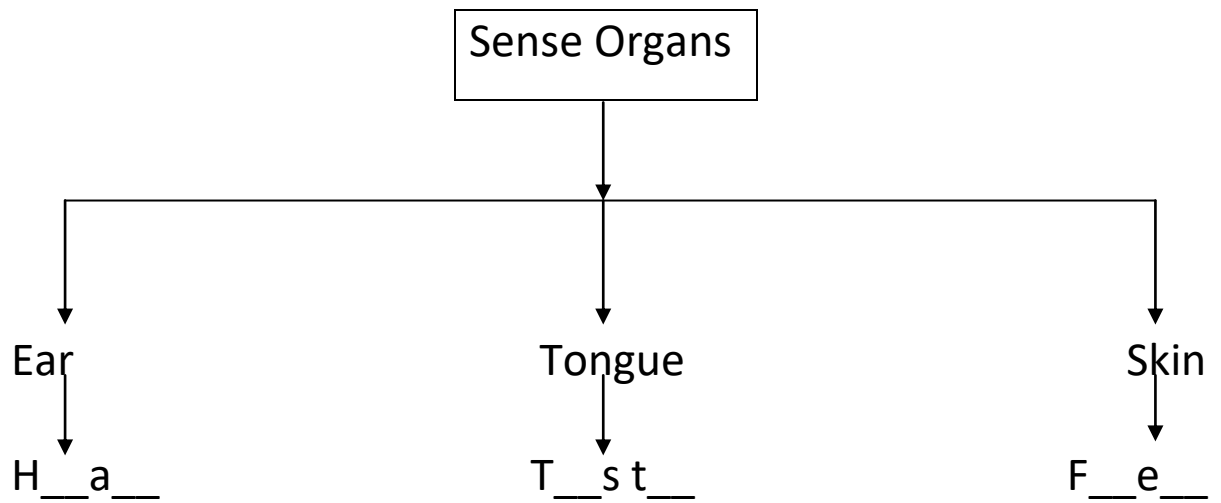 Sense Organs
Ear Tongue Skin
H__a__ T__s t__ F__e__